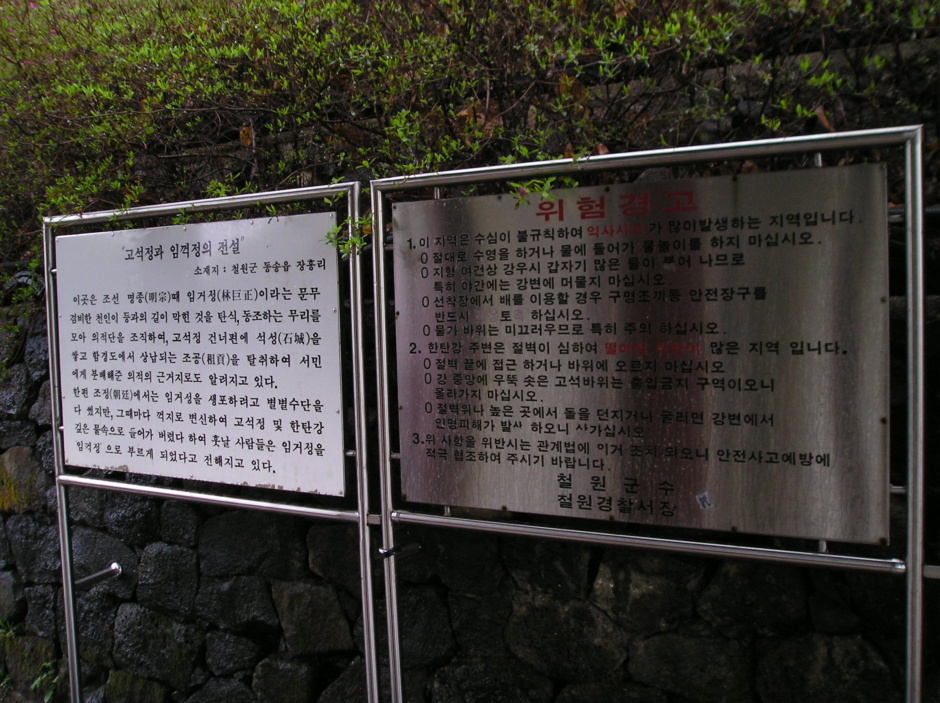 "고석정과 임꺽정의 전설"
소재지 : 철원군 동송읍 장흥리
이곳은 조선 명종(明宗)때 임거정(林巨正)이라는 문무
겸비한 천인이 등과의 길이 막힌 것을 탄식, 동조하는 무리를
모아 의적단을 조직하여, 고석정 건너편에 석성(石城)을
쌓고 함경도에서 상납되는 조공(租貢)을 탈취하여 서민
에게 분배해준 의적의 근거지로도 알려지고 있다.
한편 조정(朝廷)에서는 임거정을 생포하려고 별별수단을
다 썼지만, 그때마다 꺽지로 변신하여 고석정 및 한탄강
깊은 물속으로 들어가 버렸다 하여 훗날 사람들은 임거정을
임꺽정 으로 부르게 되었다고 전해지고 있다.
위험경고
1. 이 지역은 수심이 불규칙하여 익사사고가 많이발생하는 지역입니다.
O 절대로 수영을 하거나 물에 들어가 물놀이를 하지 마십시오.
O 지형 여건상 강우시 갑자기 많은 물이 불어 나므로
특히 야간에는 강변에 머물지 마십시오.
O 선착장에서 배를 이용할 경우 구명조끼등 안전장구를
반드시 토 하십시오.
O 물가 바위는 미끄러우므로 특히 주의 하십시오.
2. 한탄강 주변은 절벽이 심하여 많은 지역 입니다.
O 절벽 끝에 접근 하거나 바위에 오르지 마십시오
O 강 중앙에 우뚝 솟은 고석바위는 출입금지 구역이오니
올라가지 마십시오.
O 절벽위나 높은 곳에서 돌을 던지거나 굴리면 강변에서
인명피해가 발생 하오니 삼가십시오.
3. 위 사항을 위반시는 관계법에 의거 조치 되오니 안전사고예방에
적극 협조하여 주시기 바랍니다.
철 원 군 수
철원경찰서장